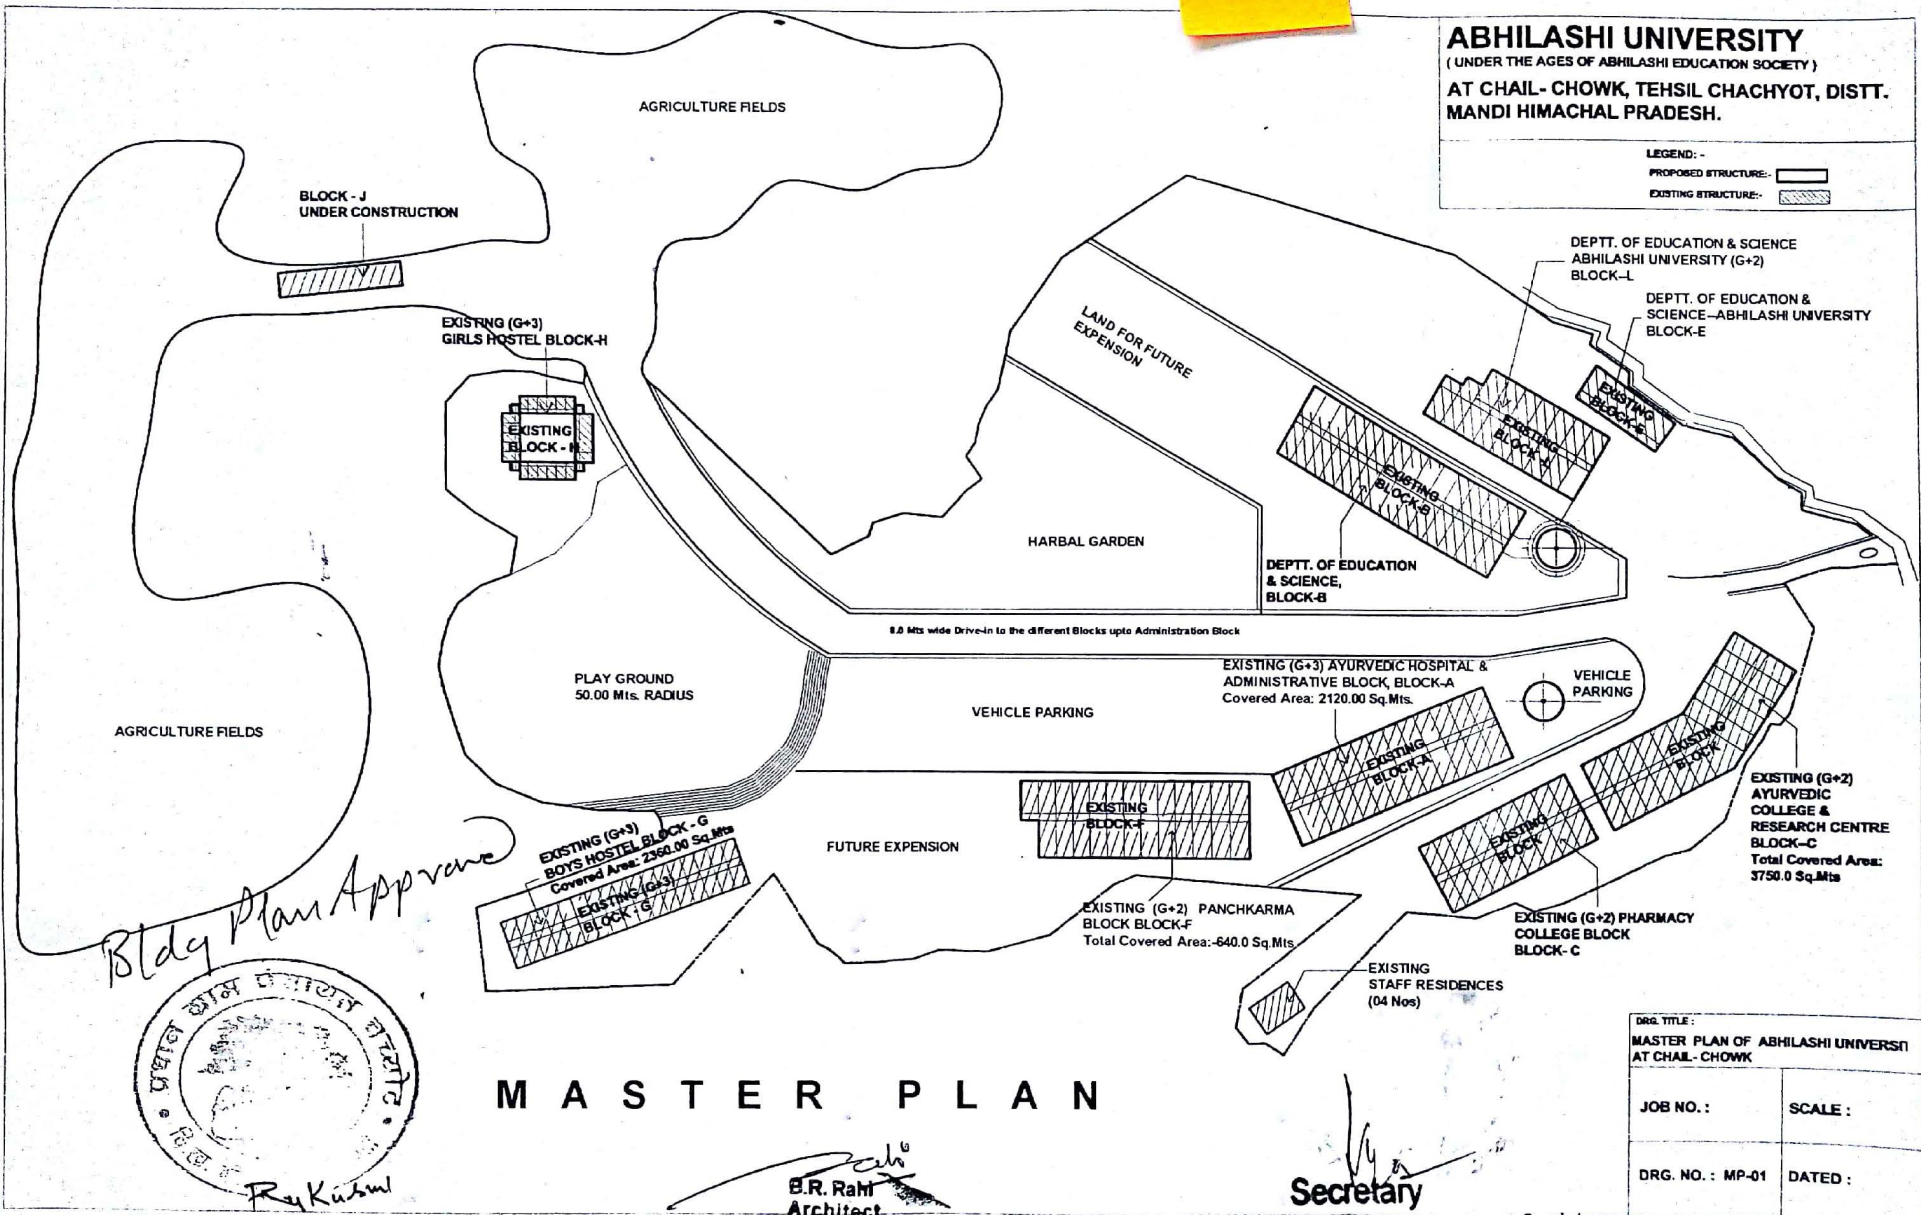 ABHILASHI UNIVERSITY
( UNDER THE AGES OF ABHILASHI EDUCATION SOCIETY )
AT CHAIL- CHOWK, TEHSIL CHACHYOT, DISTT.
MANDI HIMACHAL PRADESH.
LEGEND: -
PROPOSED STRUCTURE:-
EXISTING STRUCTURE:-
AGRICULTURE FIELDS
BLOCK - J
UNDER CONSTRUCTION
DEPTT. OF EDUCATION & SCIENCE
ABHILASHI UNIVERSITY (G+2)
BLOCK-L
DEPTT. OF EDUCATION &
SCIENCE-ABHILASHI UNIVERSITY
BLOCK-E
EXISTING (G+3)
GIRLS HOSTEL BLOCK-H
EXISTING
BLOCK - H
LAND FOR FUTURE
EXPENSION
EXISTING
BLOCK-E
EXISTING
BLOCK-L
EXISTING
BLOCK-B
HARBAL GARDEN
DEPTT. OF EDUCATION
& SCIENCE,
BLOCK-B
8.0 Mts wide Drive-in to the different Blocks upto Administration Block
PLAY GROUND
50.00 Mts. RADIUS
VEHICLE PARKING
EXISTING (G+3) AYURVEDIC HOSPITAL &
ADMINISTRATIVE BLOCK, BLOCK-A
Covered Area: 2120.00 Sq.Mts.
VEHICLE
PARKING
AGRICULTURE FIELDS
EXISTING
BLOCK-A
EXISTING
BLOCK
EXISTING (G+2)
AYURVEDIC
COLLEGE &
RESEARCH CENTRE
BLOCK-C
Total Covered Area:
3750.0 Sq.Mts
EXISTING
BLOCK-F
EXISTING
BLOCK
FUTURE EXPENSION
EXISTING (G+3)
BOYS HOSTEL BLOCK - G
Covered Area: 2360.00 Sq.Mts
EXISTING (G+3)
BLOCK - G
Bldg Plan Approved
EXISTING (G+2) PANCHKARMA
BLOCK BLOCK-F
Total Covered Area:-640.0 Sq.Mts
EXISTING (G+2) PHARMACY
COLLEGE BLOCK
BLOCK- C
EXISTING
STAFF RESIDENCES
(04 Nos)
प्रधान ग्राम पंचायत
MASTER PLAN
B.R. Rahi
Architect
Secretary
DRG. TITLE :
MASTER PLAN OF ABHILASHI UNIVERSIT
AT CHAIL- CHOWK
JOB NO. :
SCALE :
DRG. NO. : MP-01
DATED :